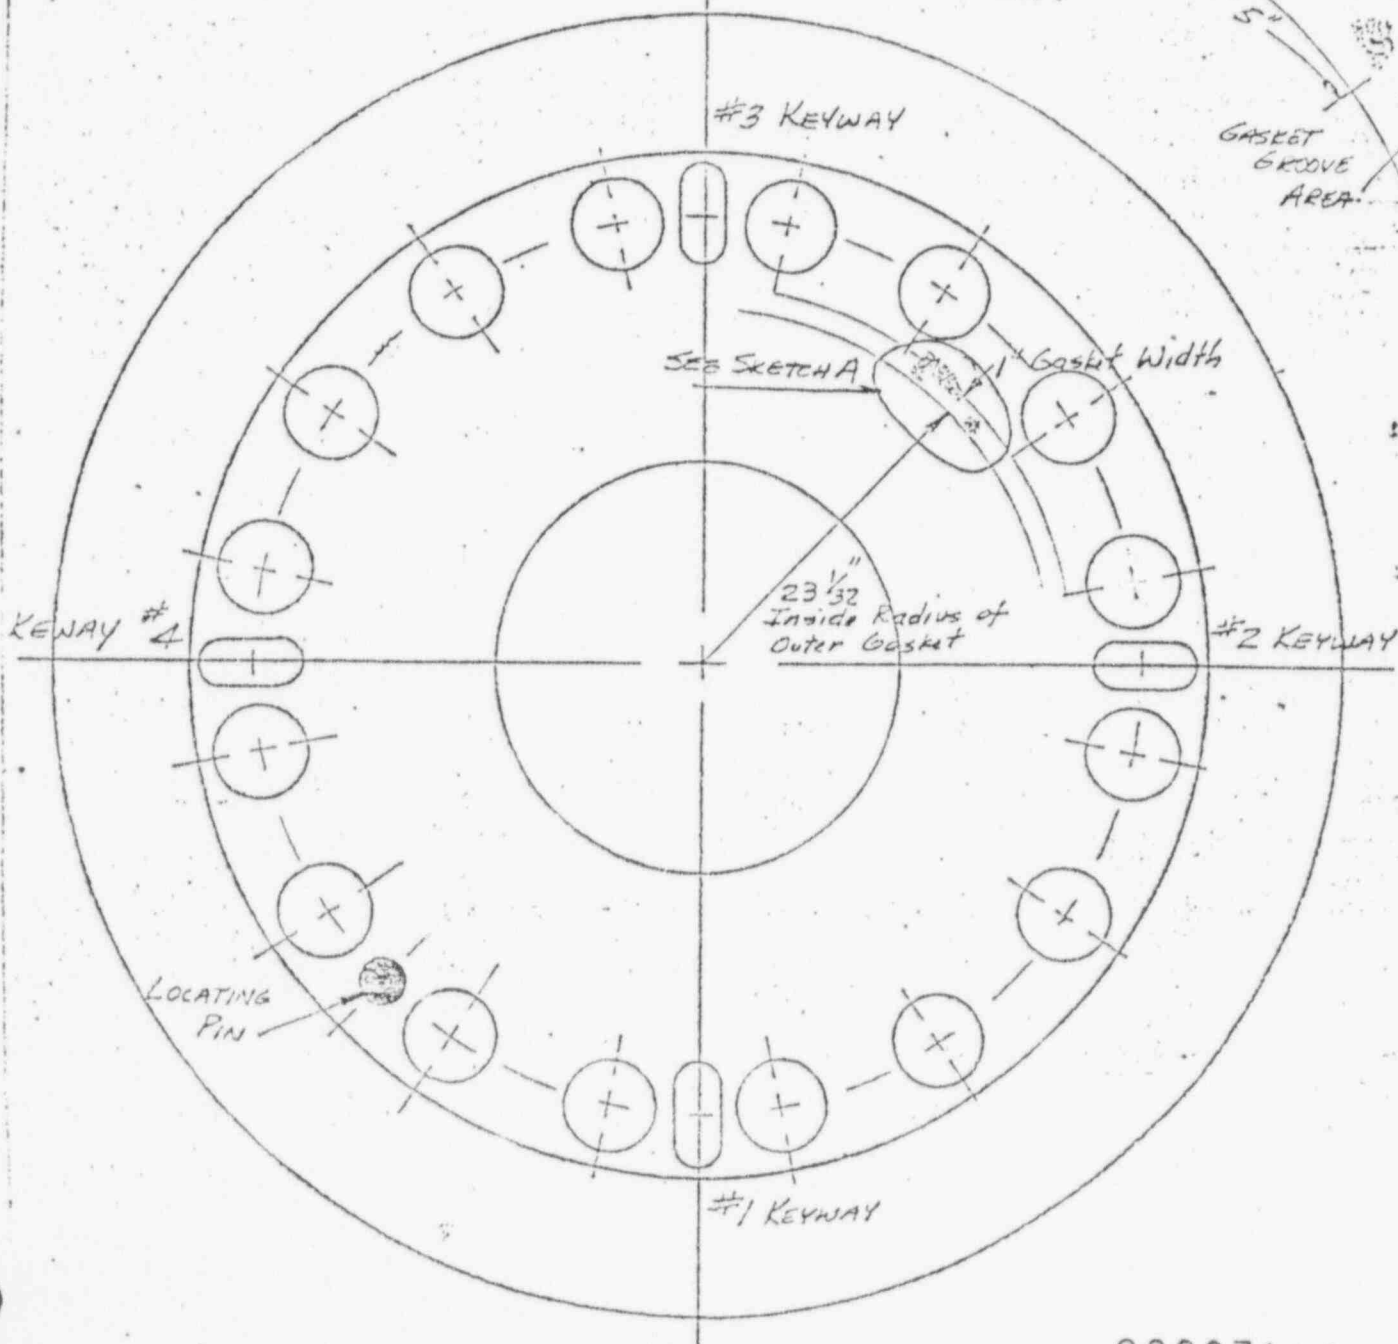 5"
#3 KEYWAY
GASKET
GROOVE
AREA
SEE SKETCH A
1" Gasket Width
23 1/32"
Inside Radius of
Outer Gasket
KEWAY #4
#2 KEYWAY
LOCATING
PIN
#1 KEYWAY